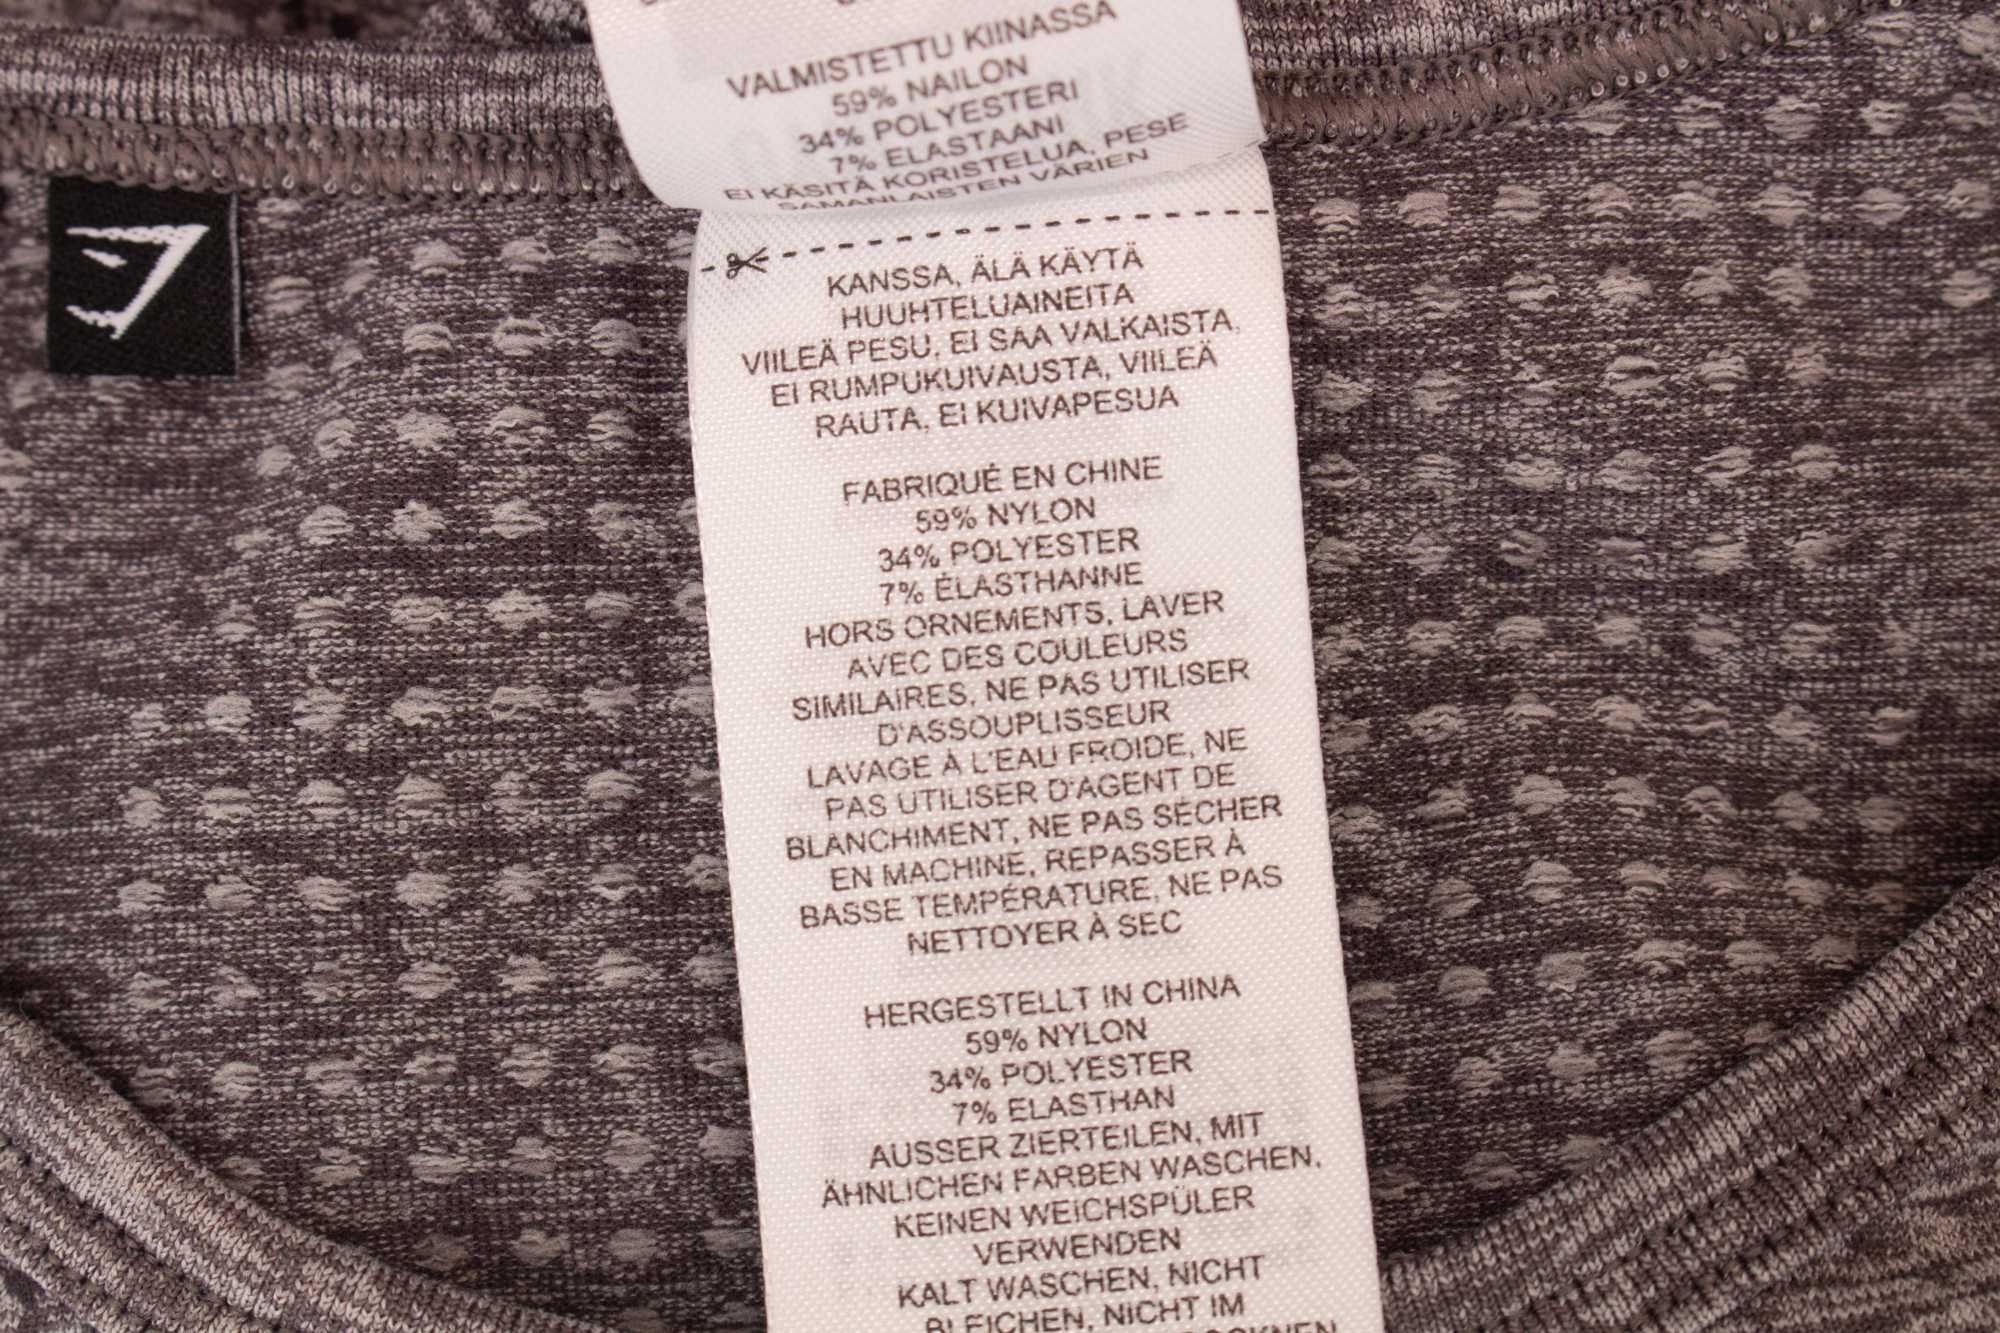 VALMISTETTU KIINASSA
59% NAILON
34% POLYESTERI
7% ELASTAANI
EI KÄSITÄ KORISTELUA, PESE
SAMANLAISTEN VÄRIEN
KANSSA, ÄLÄ KÄYTÄ
HUUHTELUAINEITA
VIILEÄ PESU, EI SAA VALKAISTA,
EI RUMPUKUIVAUSTA, VIILEÄ
RAUTA, EI KUIVAPESUA
FABRIQUÉ EN CHINE
59% NYLON
34% POLYESTER
7% ÉLASTHANNE
HORS ORNEMENTS, LAVER
AVEC DES COULEURS
SIMILAIRES, NE PAS UTILISER
D'ASSOUPLISSEUR
LAVAGE À L'EAU FROIDE, NE
PAS UTILISER D'AGENT DE
BLANCHIMENT, NE PAS SÉCHER
EN MACHINE, REPASSER À
BASSE TEMPÉRATURE, NE PAS
NETTOYER À SEC
HERGESTELLT IN CHINA
59% NYLON
34% POLYESTER
7% ELASTHAN
AUSSER ZIERTEILEN, MIT
ÄHNLICHEN FARBEN WASCHEN,
KEINEN WEICHSPÜLER
VERWENDEN
KALT WASCHEN, NICHT
BLEICHEN, NICHT IM